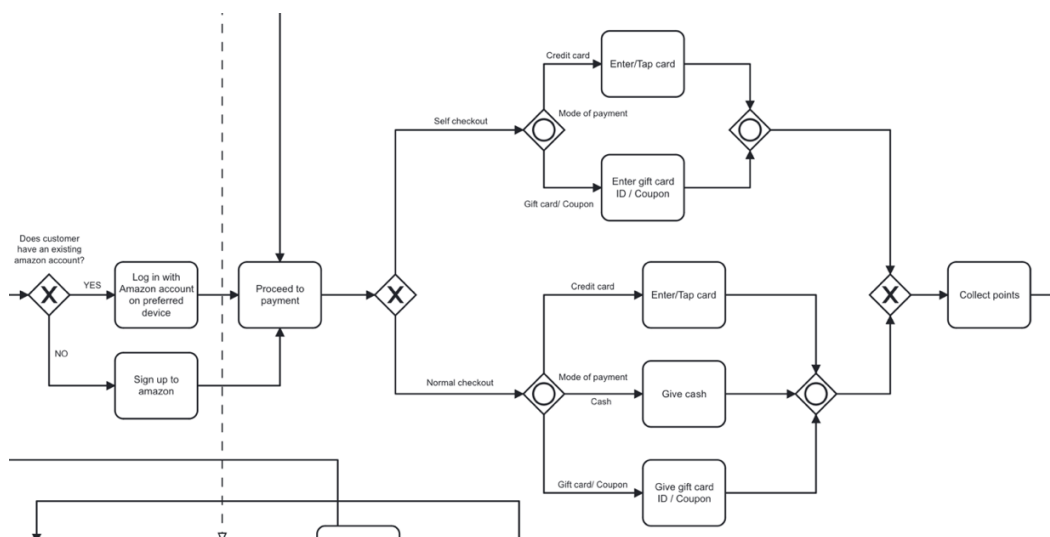 Credit card
Enter/Tap card
Mode of payment
Self checkout
Enter gift card
ID / Coupon
Gift card/ Coupon
Does customer
have an existing
amazon account?
YES
Log in with
Amazon account
on preferred
device
Proceed to
payment
Credit card
Enter/Tap card
Collect points
NO
Sign up to
amazon
Normal checkout
Mode of payment
Cash
Give cash
Gift card/ Coupon
Give gift card
ID / Coupon